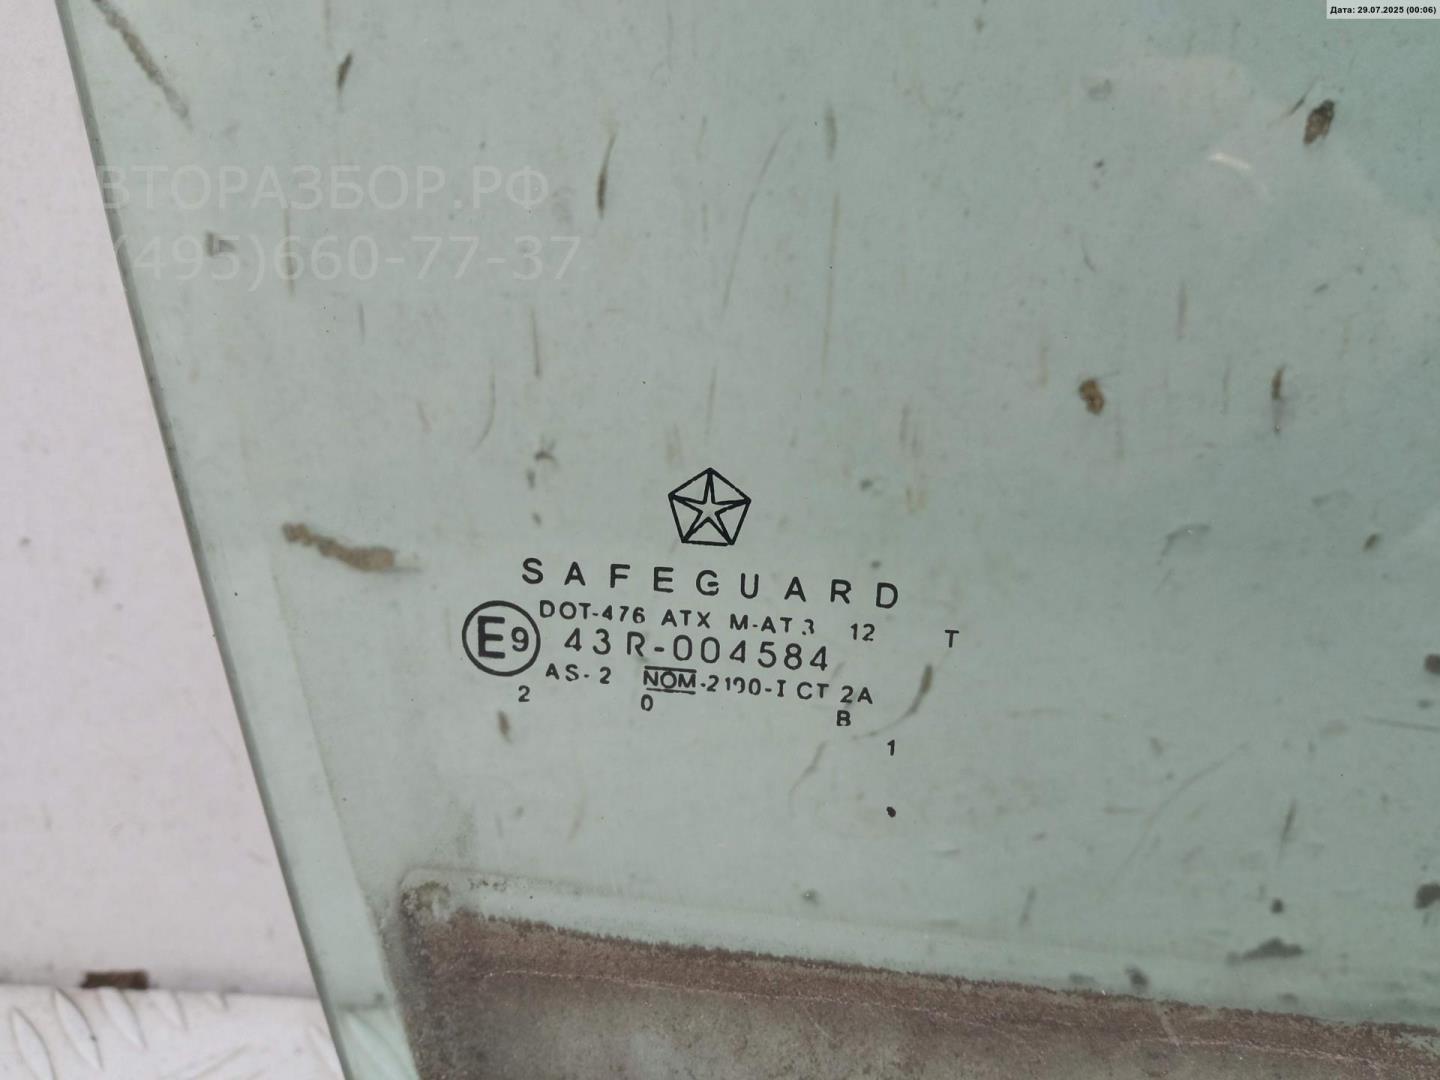 Дата: 29.07.2025 (00:06)
ВТОРАЗБОР.РФ
(495)660-77-37
SAFEGUARD
DOT-476 ATX M-AT3 12 T
E9 43R-004584
AS-2 NOM-2100-I CT 2A
2 0 B
1